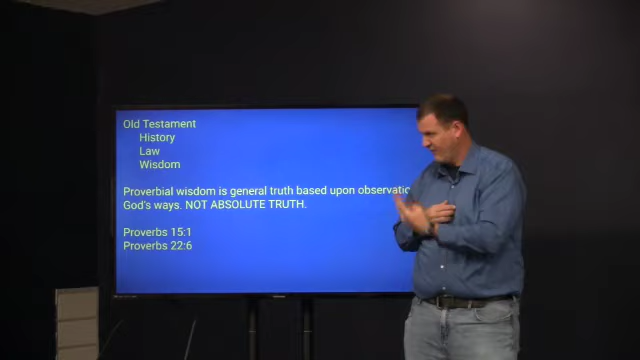 Old Testament
History
Law
Wisdom
Proverbial wisdom is general truth based upon
God's ways. NOT ABSOLUTE TRUTH.
Proverbs 15:1
Proverbs 22:6